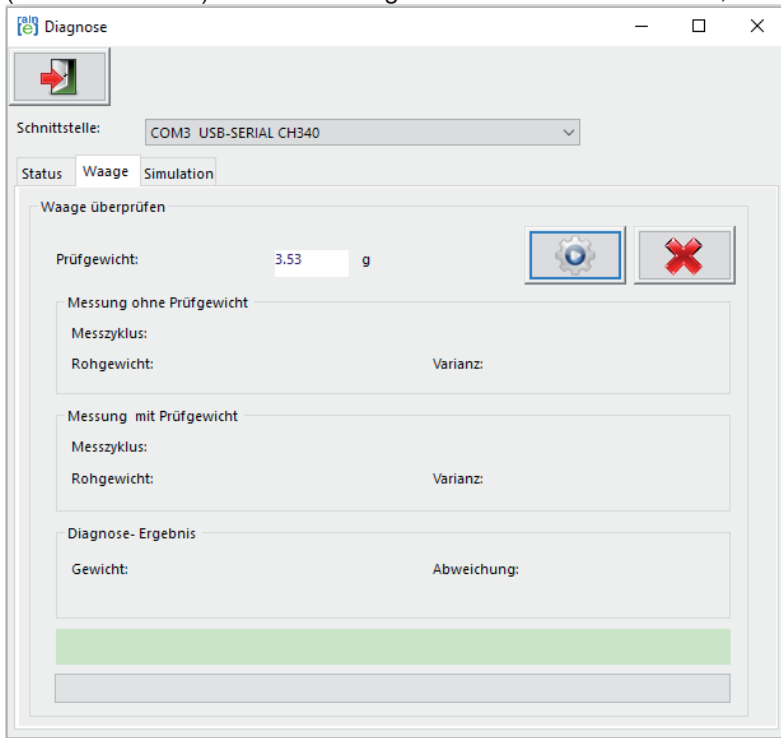 Diagnose
Schnittstelle: COM3 USB-SERIAL CH340
Status Waage Simulation
Waage überprüfen
Prüfgewicht: 3.53 g
Messung ohne Prüfgewicht
Messzyklus:
Rohgewicht: Varianz:
Messung mit Prüfgewicht
Messzyklus:
Rohgewicht: Varianz:
Diagnose- Ergebnis
Gewicht: Abweichung: